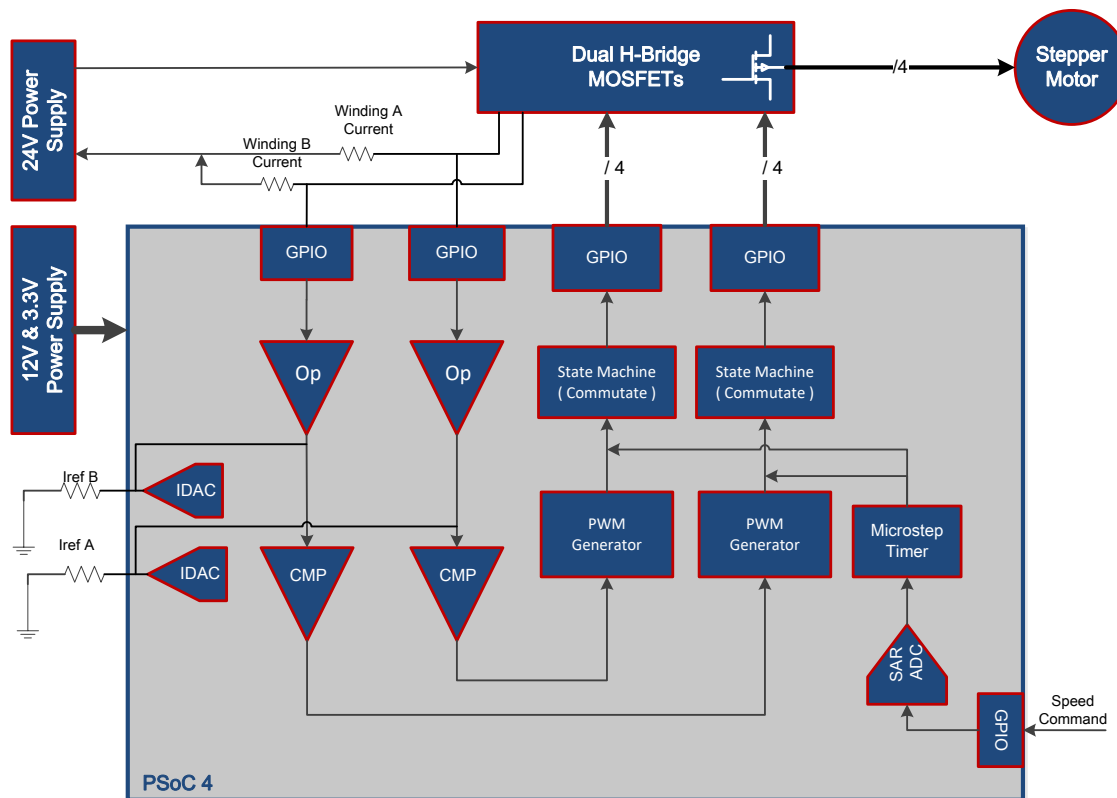 Dual H-Bridge
MOSFETs
/4
Stepper
Motor
24V Power
Supply
Winding A
Current
Winding B
Current
/ 4
/ 4
12V & 3.3V
Power Supply
GPIO
GPIO
GPIO
GPIO
Op
Op
State Machine
( Commutate )
State Machine
( Commutate )
Iref B
IDAC
Iref A
IDAC
CMP
CMP
PWM
Generator
PWM
Generator
Microstep
Timer
SAR
ADC
GPIO
Speed
Command
PSoC 4